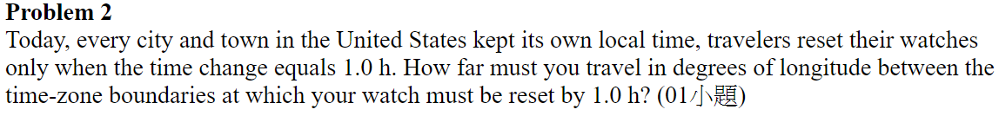 Problem 2
Today, every city and town in the United States kept its own local time, travelers reset their watches
only when the time change equals 1.0 h. How far must you travel in degrees of longitude between the
time-zone boundaries at which your watch must be reset by 1.0 h? (01小題)